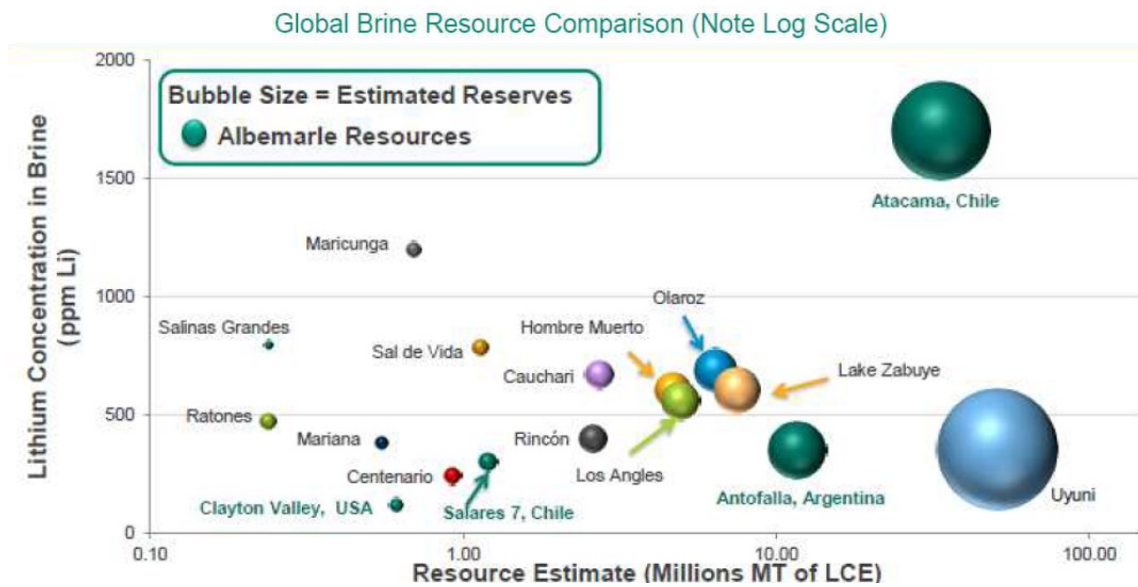 Global Brine Resource Comparison (Note Log Scale)
Lithium Concentration in Brine
(ppm Li)
2000
1500
1000
500
0
Bubble Size = Estimated Reserves
Albemarle Resources
Atacama, Chile
Maricunga
Olaroz
Salinas Grandes
Hombre Muerto
Sal de Vida
Cauchari
Lake Zabuye
Ratones
Mariana
Rincón
Centenario
Los Angles
Clayton Valley, USA
Salares 7, Chile
Antofalla, Argentina
Uyuni
0.10
1.00
10.00
100.00
Resource Estimate (Millions MT of LCE)